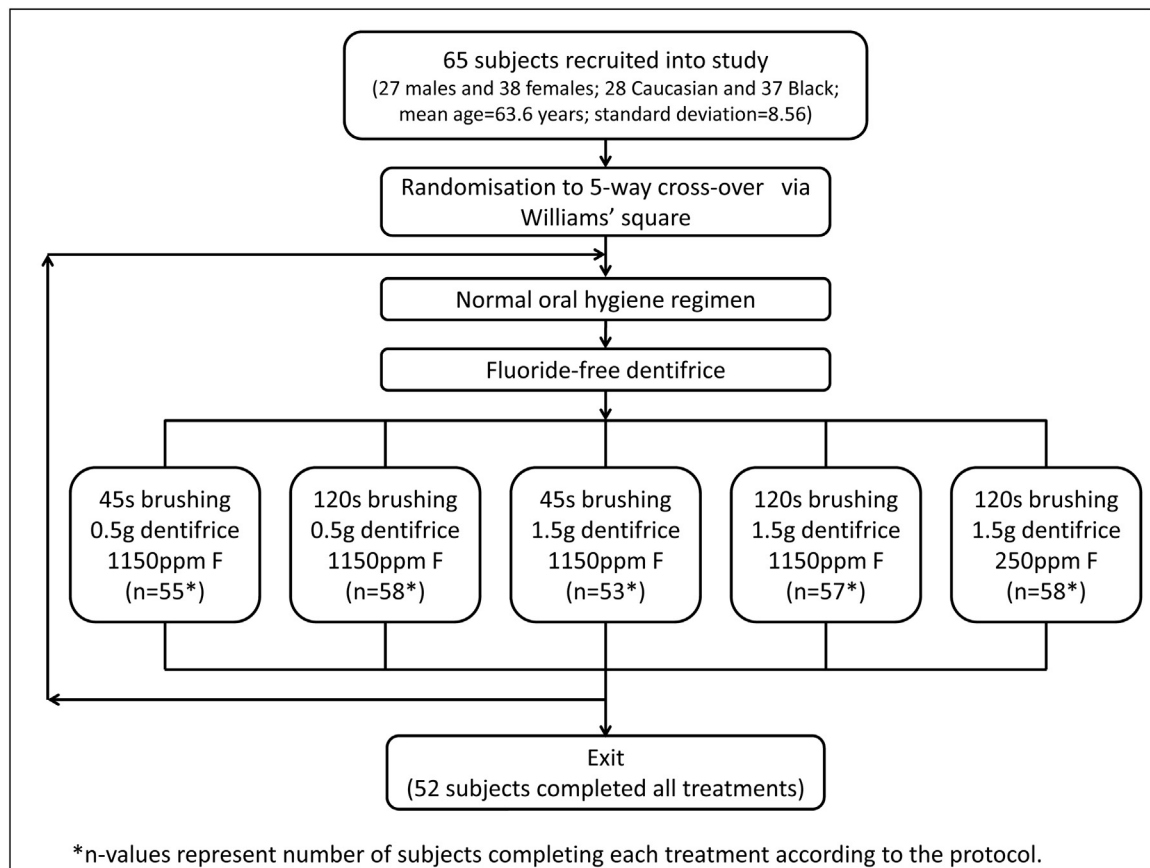 65 subjects recruited into study
(27 males and 38 females; 28 Caucasian and 37 Black;
mean age=63.6 years; standard deviation=8.56)
Randomisation to 5-way cross-over via
Williams’ square
Normal oral hygiene regimen
Fluoride-free dentifrice
45s brushing
0.5g dentifrice
1150ppm F
(n=55*)
120s brushing
0.5g dentifrice
1150ppm F
(n=58*)
45s brushing
1.5g dentifrice
1150ppm F
(n=53*)
120s brushing
1.5g dentifrice
1150ppm F
(n=57*)
120s brushing
1.5g dentifrice
250ppm F
(n=58*)
Exit
(52 subjects completed all treatments)
*n-values represent number of subjects completing each treatment according to the protocol.